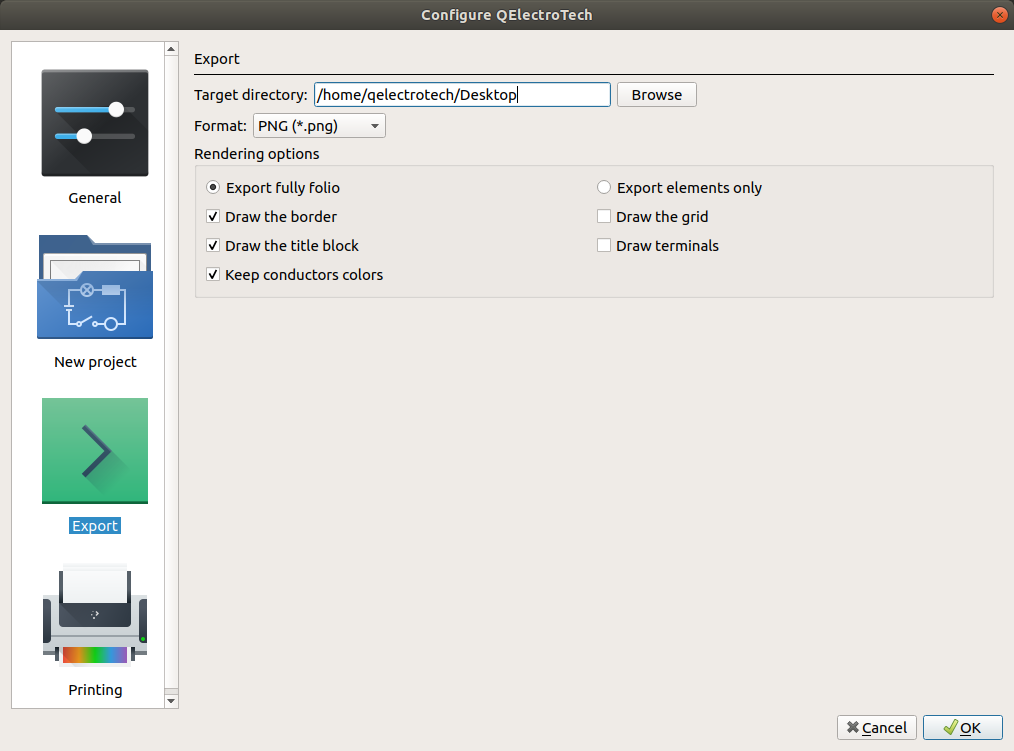 Configure QElectroTech
General
New project
Export
Printing
Export
Target directory: /home/qelectrotech/Desktop Browse
Format: PNG (*.png)
Rendering options
Export fully folio Export elements only
Draw the border Draw the grid
Draw the title block Draw terminals
Keep conductors colors
Cancel OK